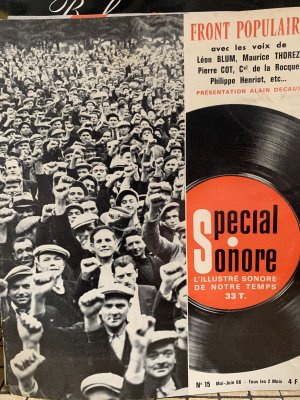 FRONT POPULAIRE
avec les voix de
Léon BLUM, Maurice THOREZ
Pierre COT, Cel de la Rocque
Philippe Henriot, etc...
PRÉSENTATION ALAIN DECAUX
Special
Sonore
L'ILLUSTRÉ SONORE
DE NOTRE TEMPS
33 T.
N° 15 Mai-Juin 66 - Tous les 2 Mois 4 F